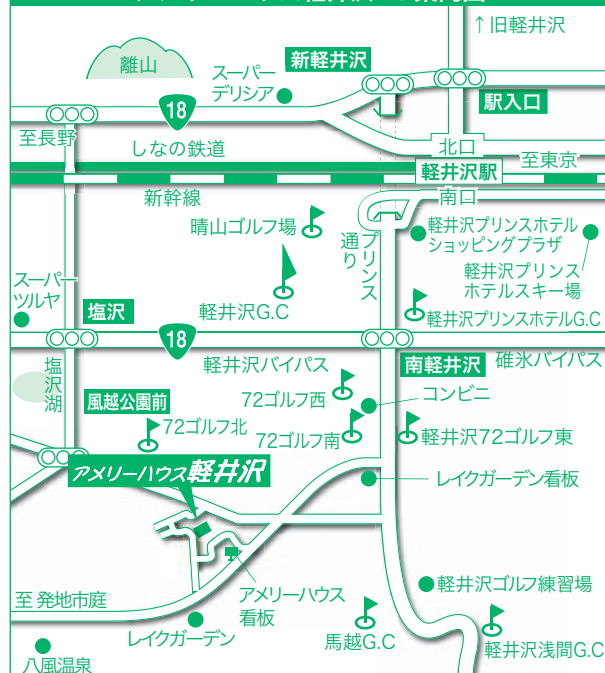 ↑旧軽井沢
離山
スーパー
デリシア
新軽井沢
18
駅入口
至長野
しなの鉄道
北口
至東京
軽井沢駅
新幹線
南口
晴山ゴルフ場
プリンス
通り
軽井沢プリンスホテル
ショッピングプラザ
軽井沢プリンス
ホテルスキー場
スーパー
ツルヤ
塩沢
軽井沢G.C
軽井沢プリンスホテルG.C
18
軽井沢バイパス
南軽井沢
碓氷バイパス
塩沢湖
風越公園前
72ゴルフ西
コンビニ
72ゴルフ北
72ゴルフ南
軽井沢72ゴルフ東
アメリーハウス軽井沢
レイクガーデン看板
アメリーハウス
看板
軽井沢ゴルフ練習場
至発地市庭
レイクガーデン
馬越G.C
軽井沢浅間G.C
八風温泉